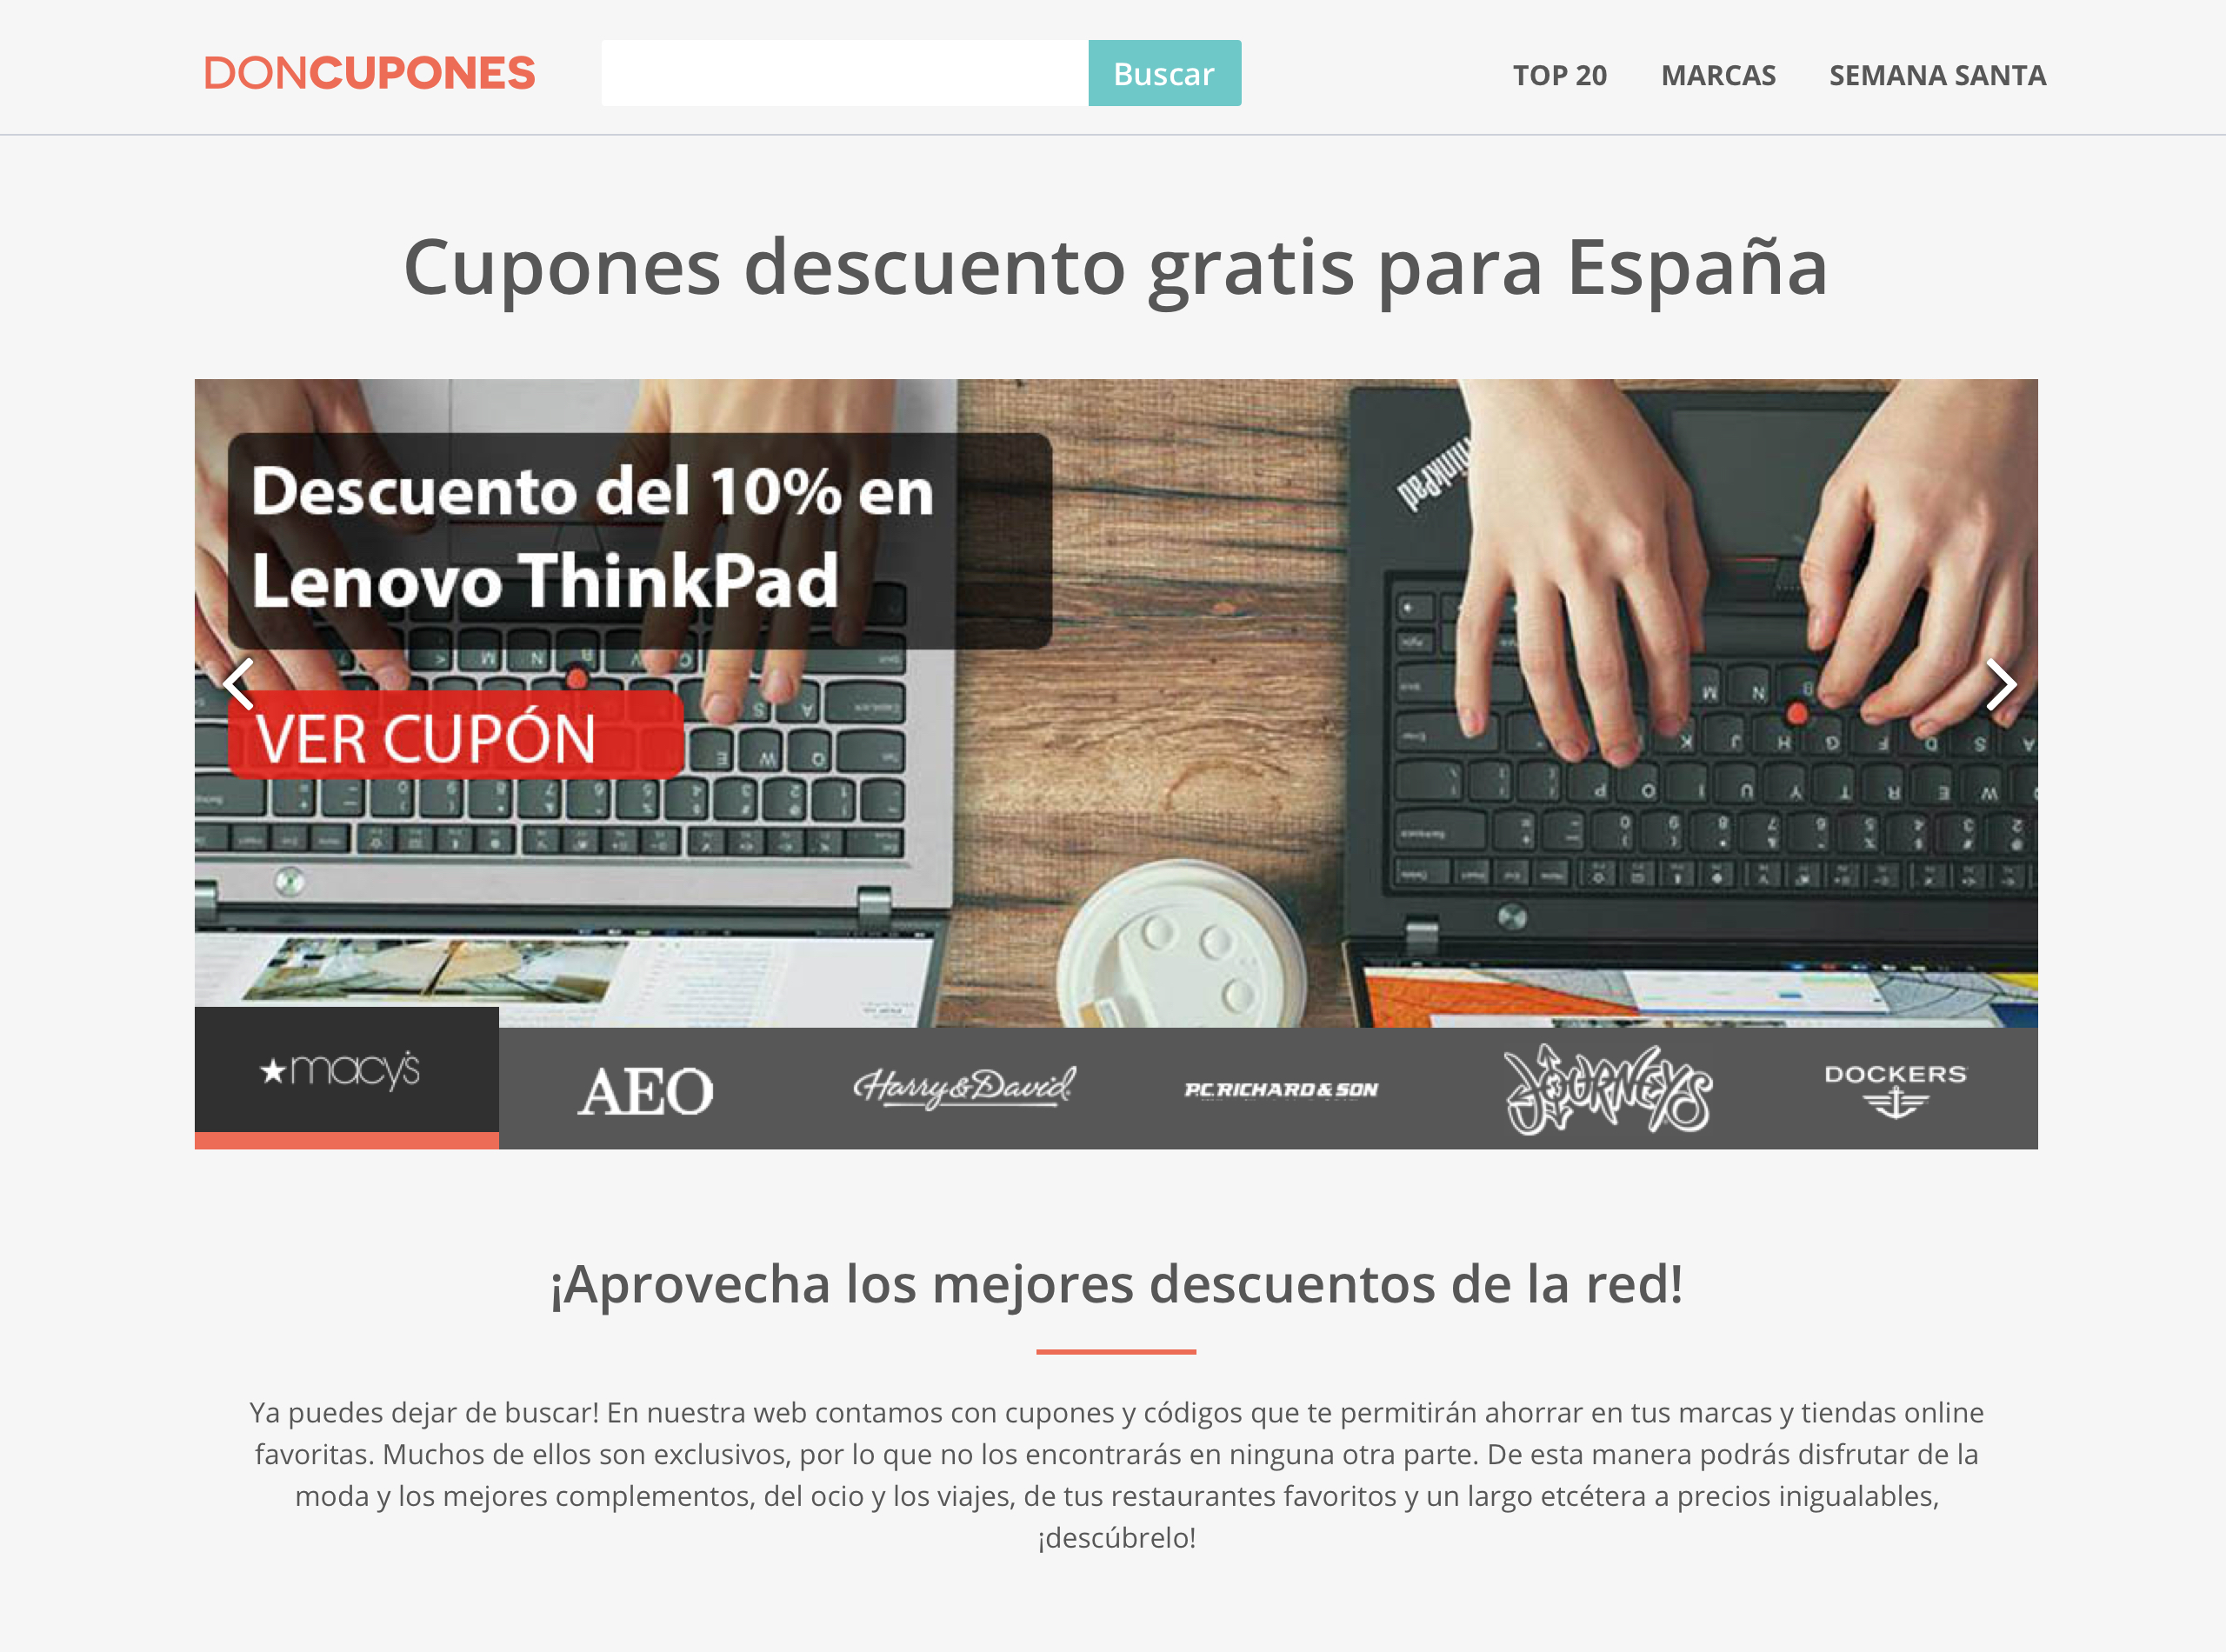 DONCUPONES
Buscar
TOP 20
MARCAS
SEMANA SANTA
Cupones descuento gratis para España
Descuento del 10% en
Lenovo ThinkPad
ThinkPad
VER CUPÓN
macy's
AEO
Harry & David
P.C. RICHARD & SON
JOURNEYS
DOCKERS
¡Aprovecha los mejores descuentos de la red!
Ya puedes dejar de buscar! En nuestra web contamos con cupones y códigos que te permitirán ahorrar en tus marcas y tiendas online
favoritas. Muchos de ellos son exclusivos, por lo que no los encontrarás en ninguna otra parte. De esta manera podrás disfrutar de la
moda y los mejores complementos, del ocio y los viajes, de tus restaurantes favoritos y un largo etcétera a precios inigualables,
¡descúbrelo!